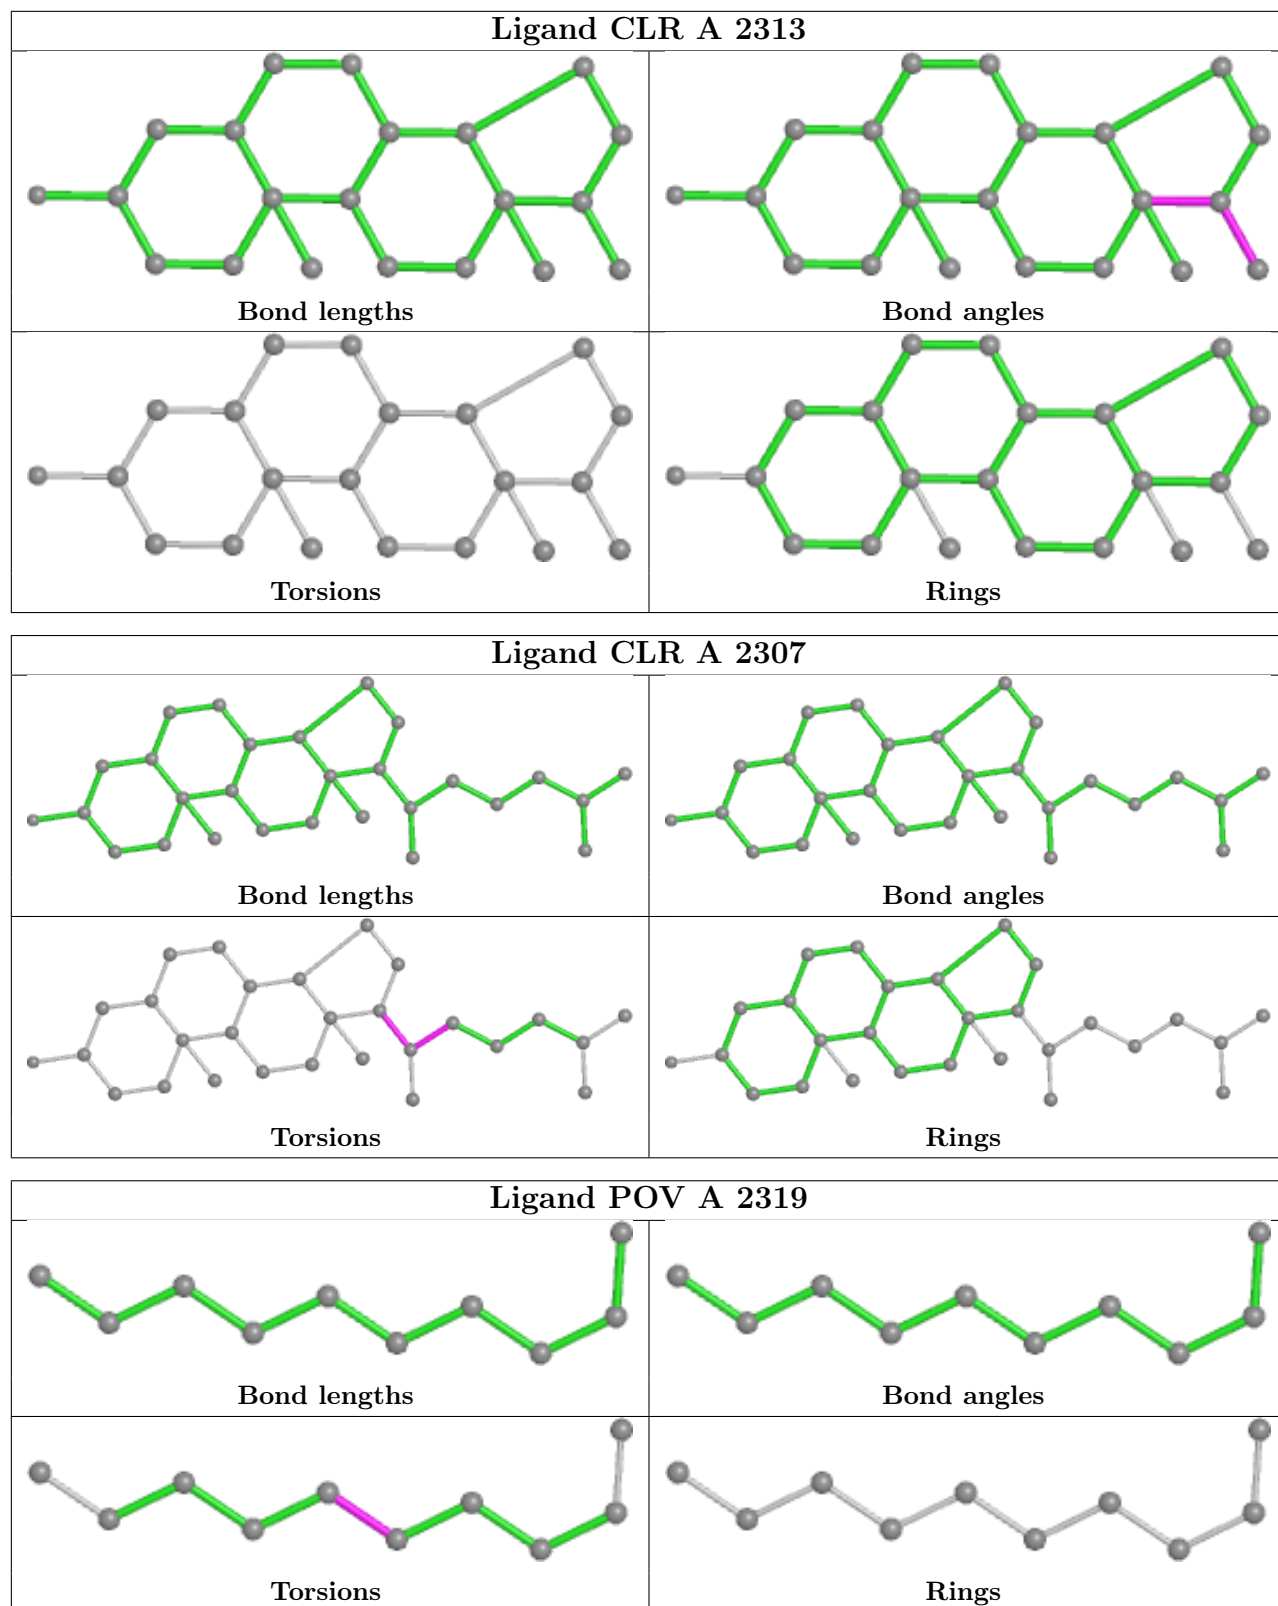 Ligand CLR A 2313
Bond lengths
Bond angles
Torsions
Rings
Ligand CLR A 2307
Bond lengths
Bond angles
Torsions
Rings
Ligand POV A 2319
Bond lengths
Bond angles
Torsions
Rings